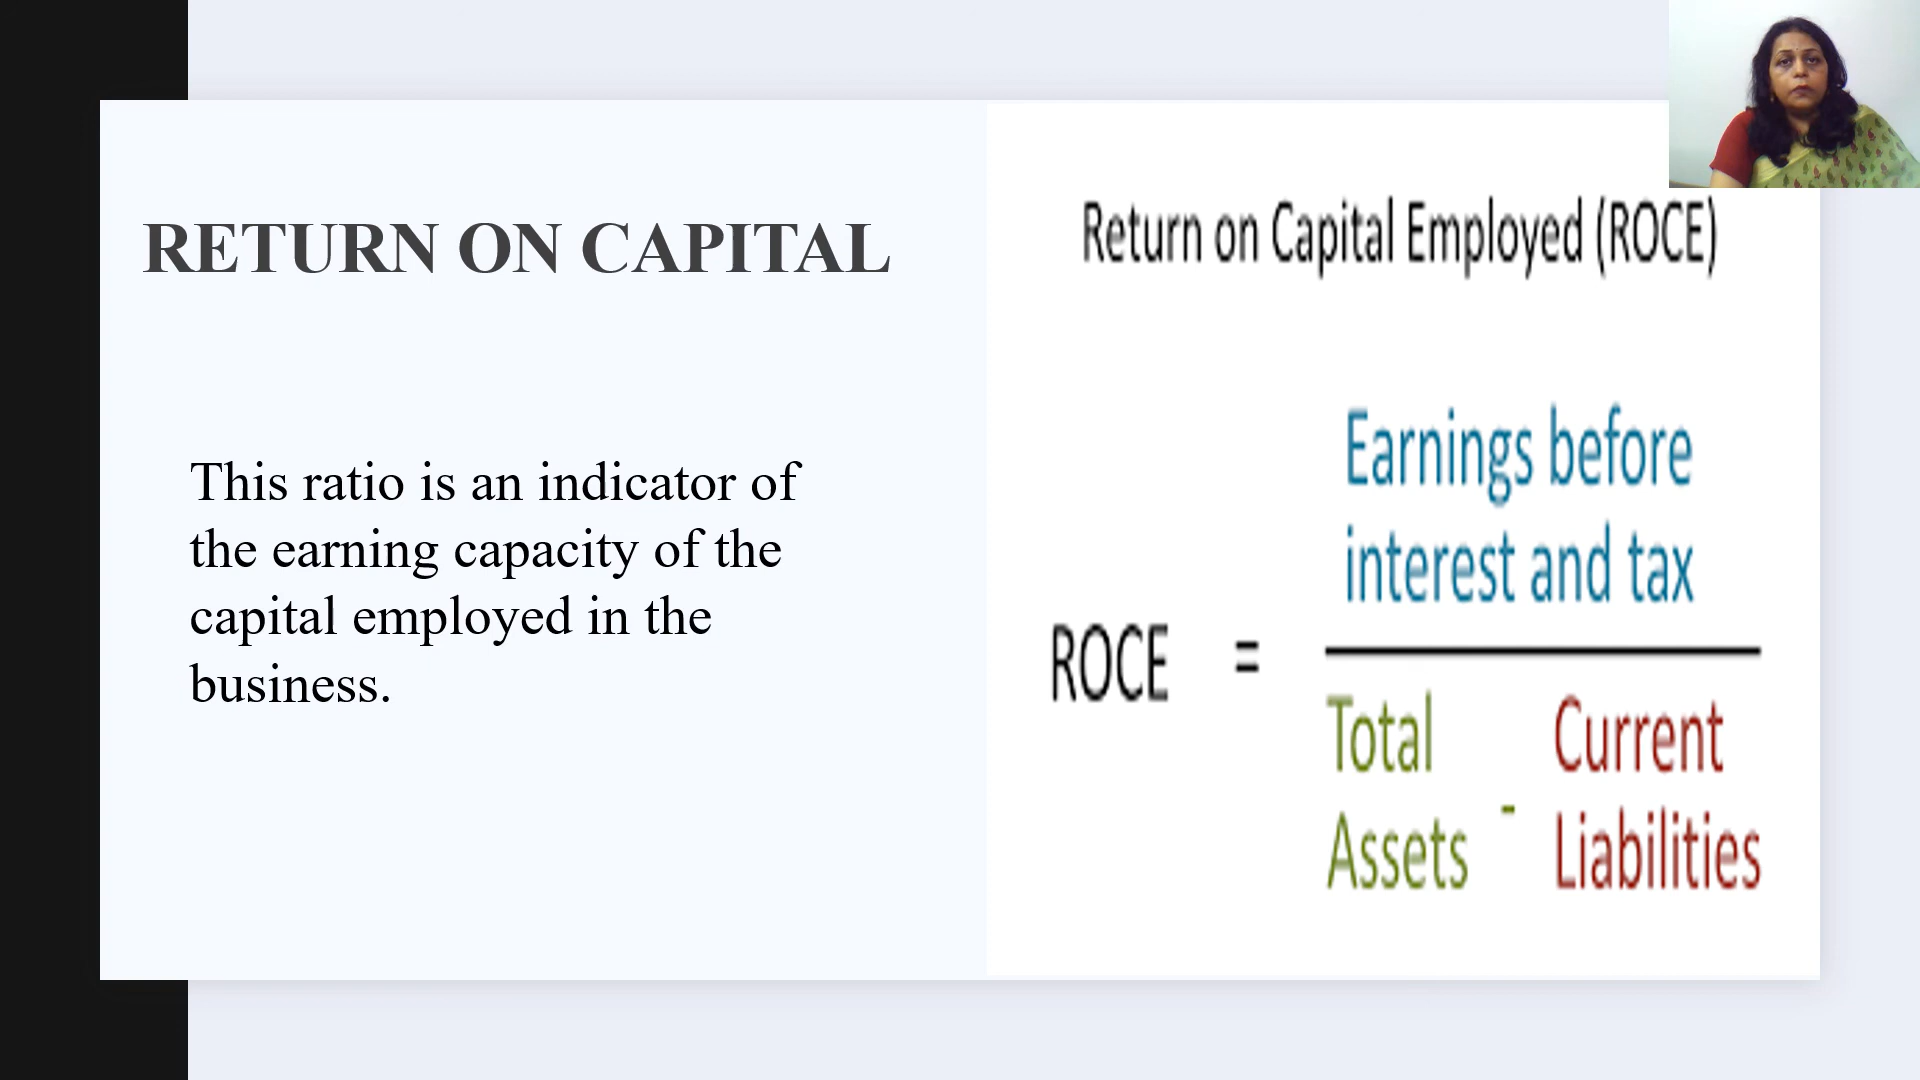 RETURN ON CAPITAL
This ratio is an indicator of
the earning capacity of the
capital employed in the
business.
Return on Capital Employed (ROCE)
Earnings before
interest and tax
ROCE =
Total - Current
Assets Liabilities